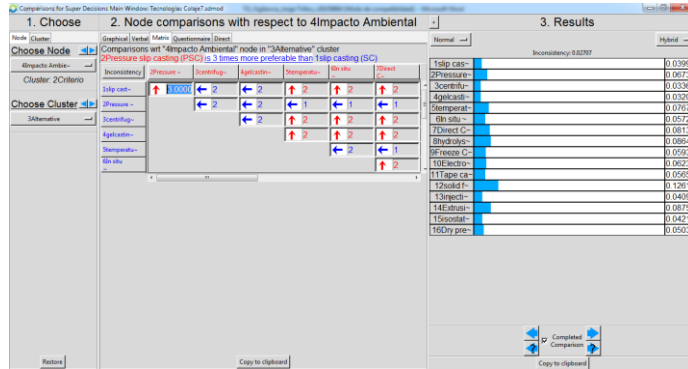 Comparisons for Super Decisions Main Window: Tecnologias ColajeT.sdmod
1. Choose
2. Node comparisons with respect to 4Impacto Ambiental
3. Results
Node Cluster
Graphical Verbal Matrix Questionnaire Direct
Normal
Hybrid
Choose Node
4Impacto Ambie~
Cluster: 2Criterio
Choose Cluster
3Alternative
Comparisons wrt "4Impacto Ambiental" node in "3Alternative" cluster
2Pressure slip casting (PSC) is 3 times more preferable than 1slip casting (SC)
Inconsistency 2Pressure ~ 3centrifug~ 4gelcastin~ 5temperatu~ 6In situ ~ 7Direct C~
1slip cast~ 3.0000 2 2 2 2 2
2Pressure ~ 2 2 1 1 1
3centrifug~ 2 2 2 2
4gelcastin~ 2 2 2
5temperatu~ 2 1
6In situ ~ 2
Inconsistency: 0.02707
1slip cas~ 0.0399
2Pressure~ 0.0673
3centrifu~ 0.0336
4gelcasti~ 0.0320
5temperat~ 0.0767
6In situ ~ 0.0572
7Direct C~ 0.0813
8hydrolys~ 0.0864
9Freeze C~ 0.0593
10Electro~ 0.0623
11Tape ca~ 0.0565
12solid f~ 0.1261
13injecti~ 0.0409
14Extrusi~ 0.0875
15isostat~ 0.0421
16Dry pre~ 0.0503
Completed
Comparison
Restore
Copy to clipboard
Copy to clipboard